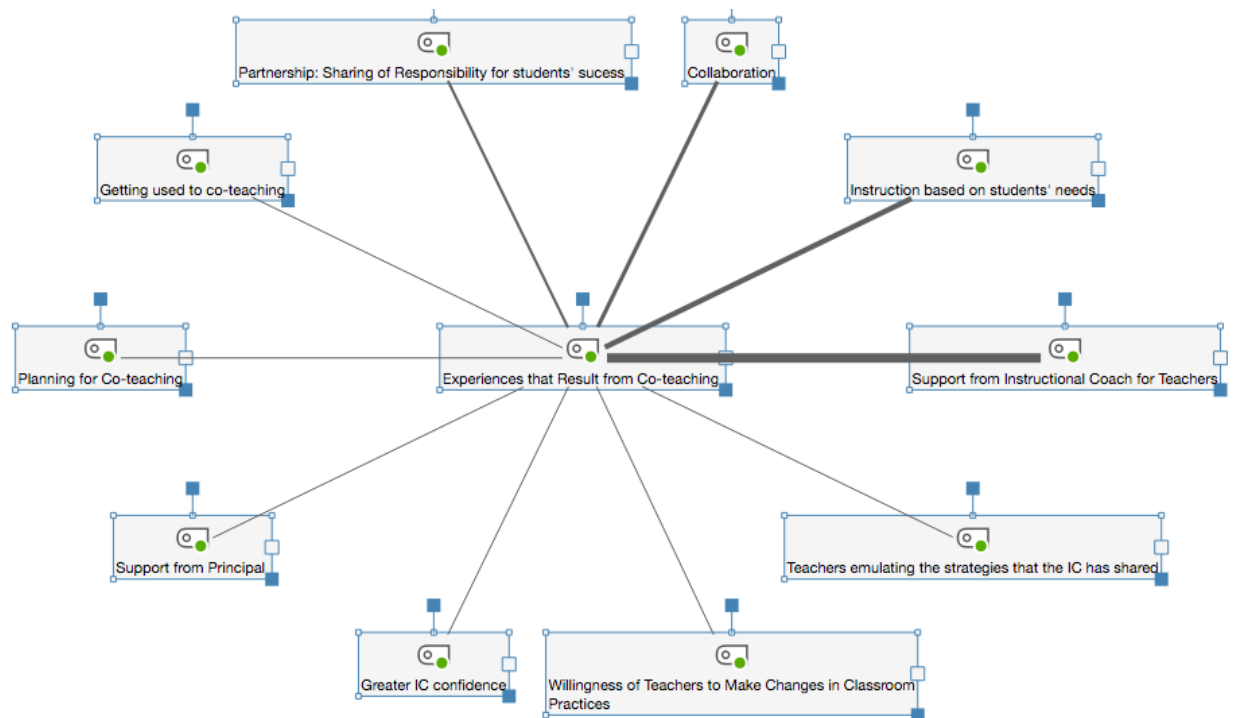 Partnership: Sharing of Responsibility for students' sucess
Collaboration
Getting used to co-teaching
Instruction based on students' needs
Planning for Co-teaching
Experiences that Result from Co-teaching
Support from Instructional Coach for Teachers
Support from Principal
Teachers emulating the strategies that the IC has shared
Greater IC confidence
Willingness of Teachers to Make Changes in Classroom
Practices